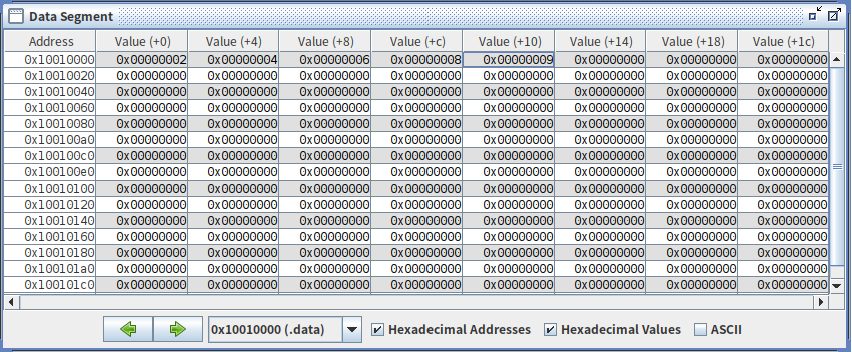 Data Segment
Address Value (+0) Value (+4) Value (+8) Value (+c) Value (+10) Value (+14) Value (+18) Value (+1c)
0x10010000 0x00000002 0x00000004 0x00000006 0x00000008 0x00000009 0x00000000 0x00000000 0x00000000
0x10010020 0x00000000 0x00000000 0x00000000 0x00000000 0x00000000 0x00000000 0x00000000 0x00000000
0x10010040 0x00000000 0x00000000 0x00000000 0x00000000 0x00000000 0x00000000 0x00000000 0x00000000
0x10010060 0x00000000 0x00000000 0x00000000 0x00000000 0x00000000 0x00000000 0x00000000 0x00000000
0x10010080 0x00000000 0x00000000 0x00000000 0x00000000 0x00000000 0x00000000 0x00000000 0x00000000
0x100100a0 0x00000000 0x00000000 0x00000000 0x00000000 0x00000000 0x00000000 0x00000000 0x00000000
0x100100c0 0x00000000 0x00000000 0x00000000 0x00000000 0x00000000 0x00000000 0x00000000 0x00000000
0x100100e0 0x00000000 0x00000000 0x00000000 0x00000000 0x00000000 0x00000000 0x00000000 0x00000000
0x10010100 0x00000000 0x00000000 0x00000000 0x00000000 0x00000000 0x00000000 0x00000000 0x00000000
0x10010120 0x00000000 0x00000000 0x00000000 0x00000000 0x00000000 0x00000000 0x00000000 0x00000000
0x10010140 0x00000000 0x00000000 0x00000000 0x00000000 0x00000000 0x00000000 0x00000000 0x00000000
0x10010160 0x00000000 0x00000000 0x00000000 0x00000000 0x00000000 0x00000000 0x00000000 0x00000000
0x10010180 0x00000000 0x00000000 0x00000000 0x00000000 0x00000000 0x00000000 0x00000000 0x00000000
0x100101a0 0x00000000 0x00000000 0x00000000 0x00000000 0x00000000 0x00000000 0x00000000 0x00000000
0x100101c0 0x00000000 0x00000000 0x00000000 0x00000000 0x00000000 0x00000000 0x00000000 0x00000000
0x10010000 (.data) Hexadecimal Addresses Hexadecimal Values ASCII